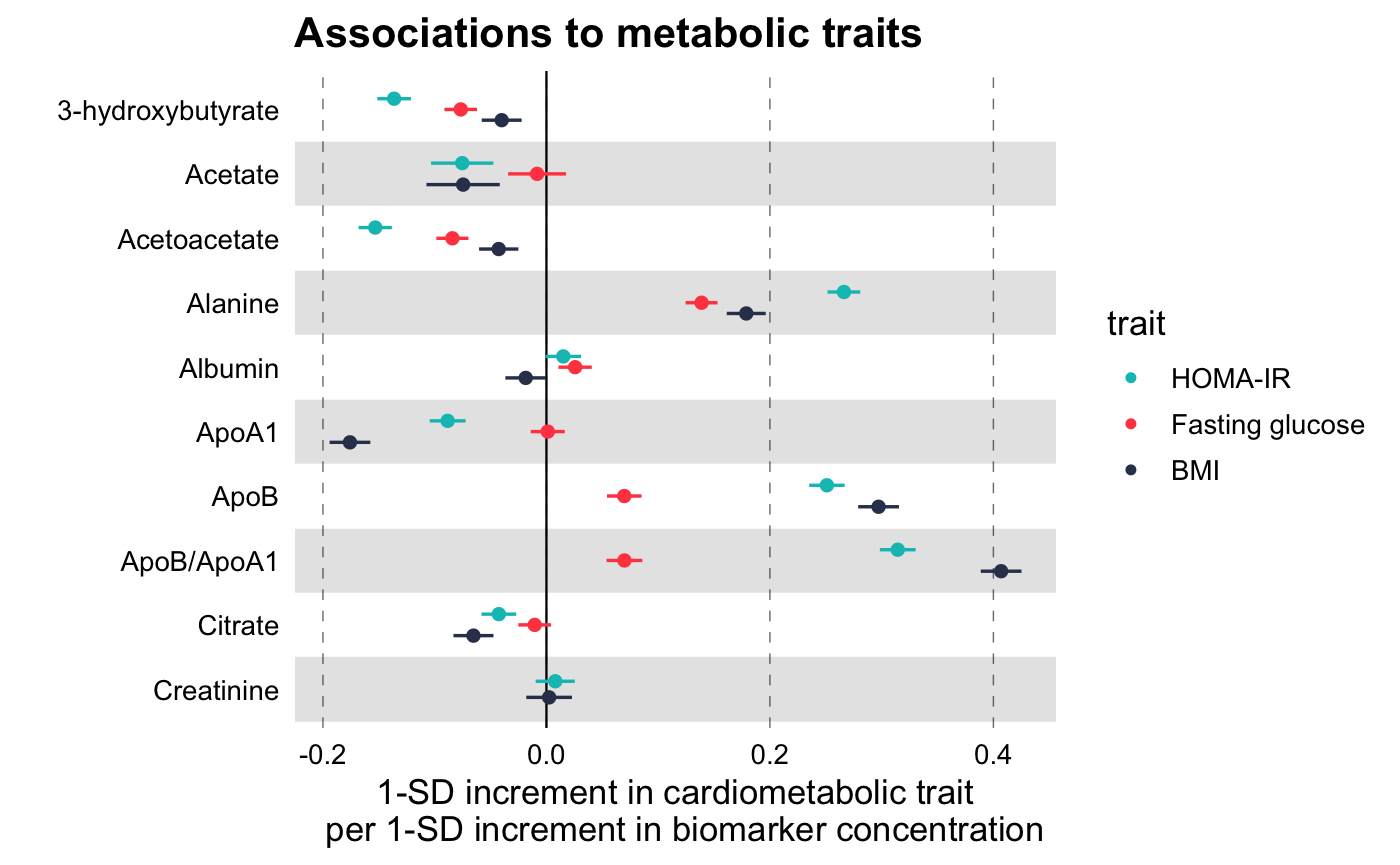 Associations to metabolic traits
3-hydroxybutyrate
Acetate
Acetoacetate
Alanine
Albumin
ApoA1
ApoB
ApoB/ApoA1
Citrate
Creatinine
-0.2 0.0 0.2 0.4
1-SD increment in cardiometabolic trait
per 1-SD increment in biomarker concentration
trait
HOMA-IR
Fasting glucose
BMI